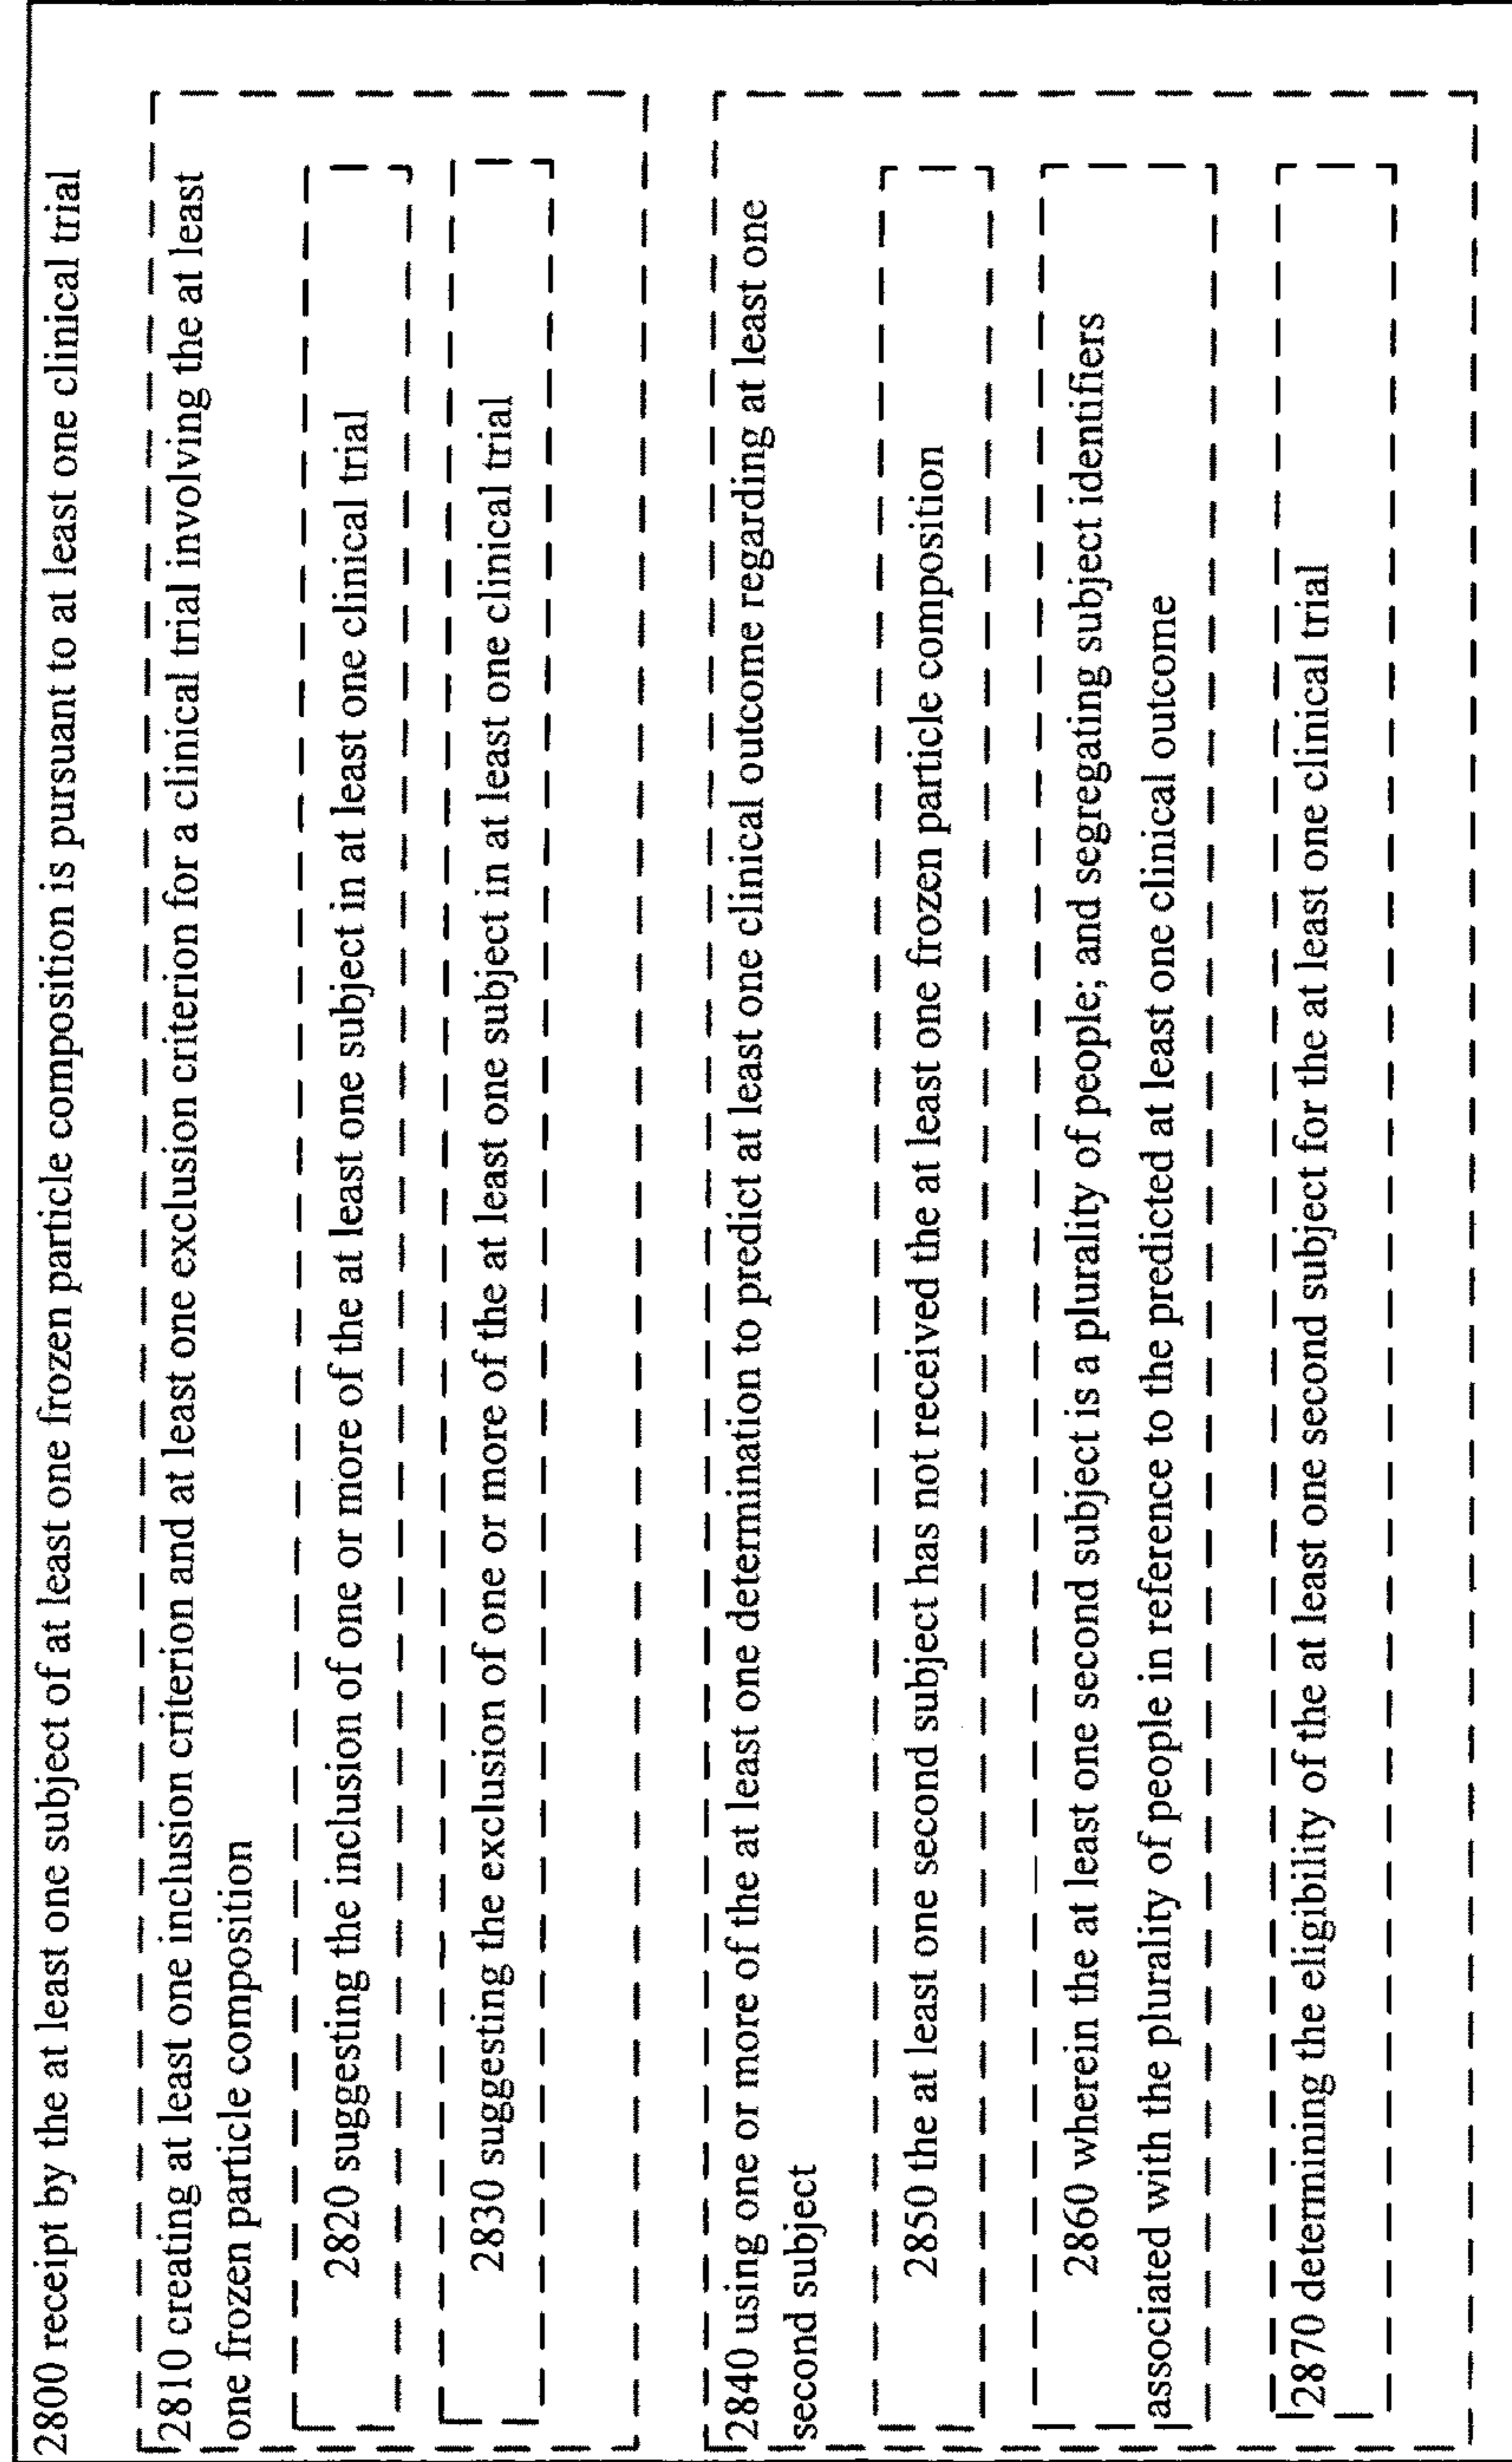 2800 receipt by the at least one subject of at least one frozen particle composition is pursuant to at least one clinical trial
2810 creating at least one inclusion criterion and at least one exclusion criterion for a clinical trial involving the at least
one frozen particle composition
2820 suggesting the inclusion of one or more of the at least one subject in at least one clinical trial
2830 suggesting the exclusion of one or more of the at least one subject in at least one clinical trial
2840 using one or more of the at least one determination to predict at least one clinical outcome regarding at least one
second subject
2850 the at least one second subject has not received the at least one frozen particle composition
2860 wherein the at least one second subject is a plurality of people; and segregating subject identifiers
associated with the plurality of people in reference to the predicted at least one clinical outcome
2870 determining the eligibility of the at least one second subject for the at least one clinical trial